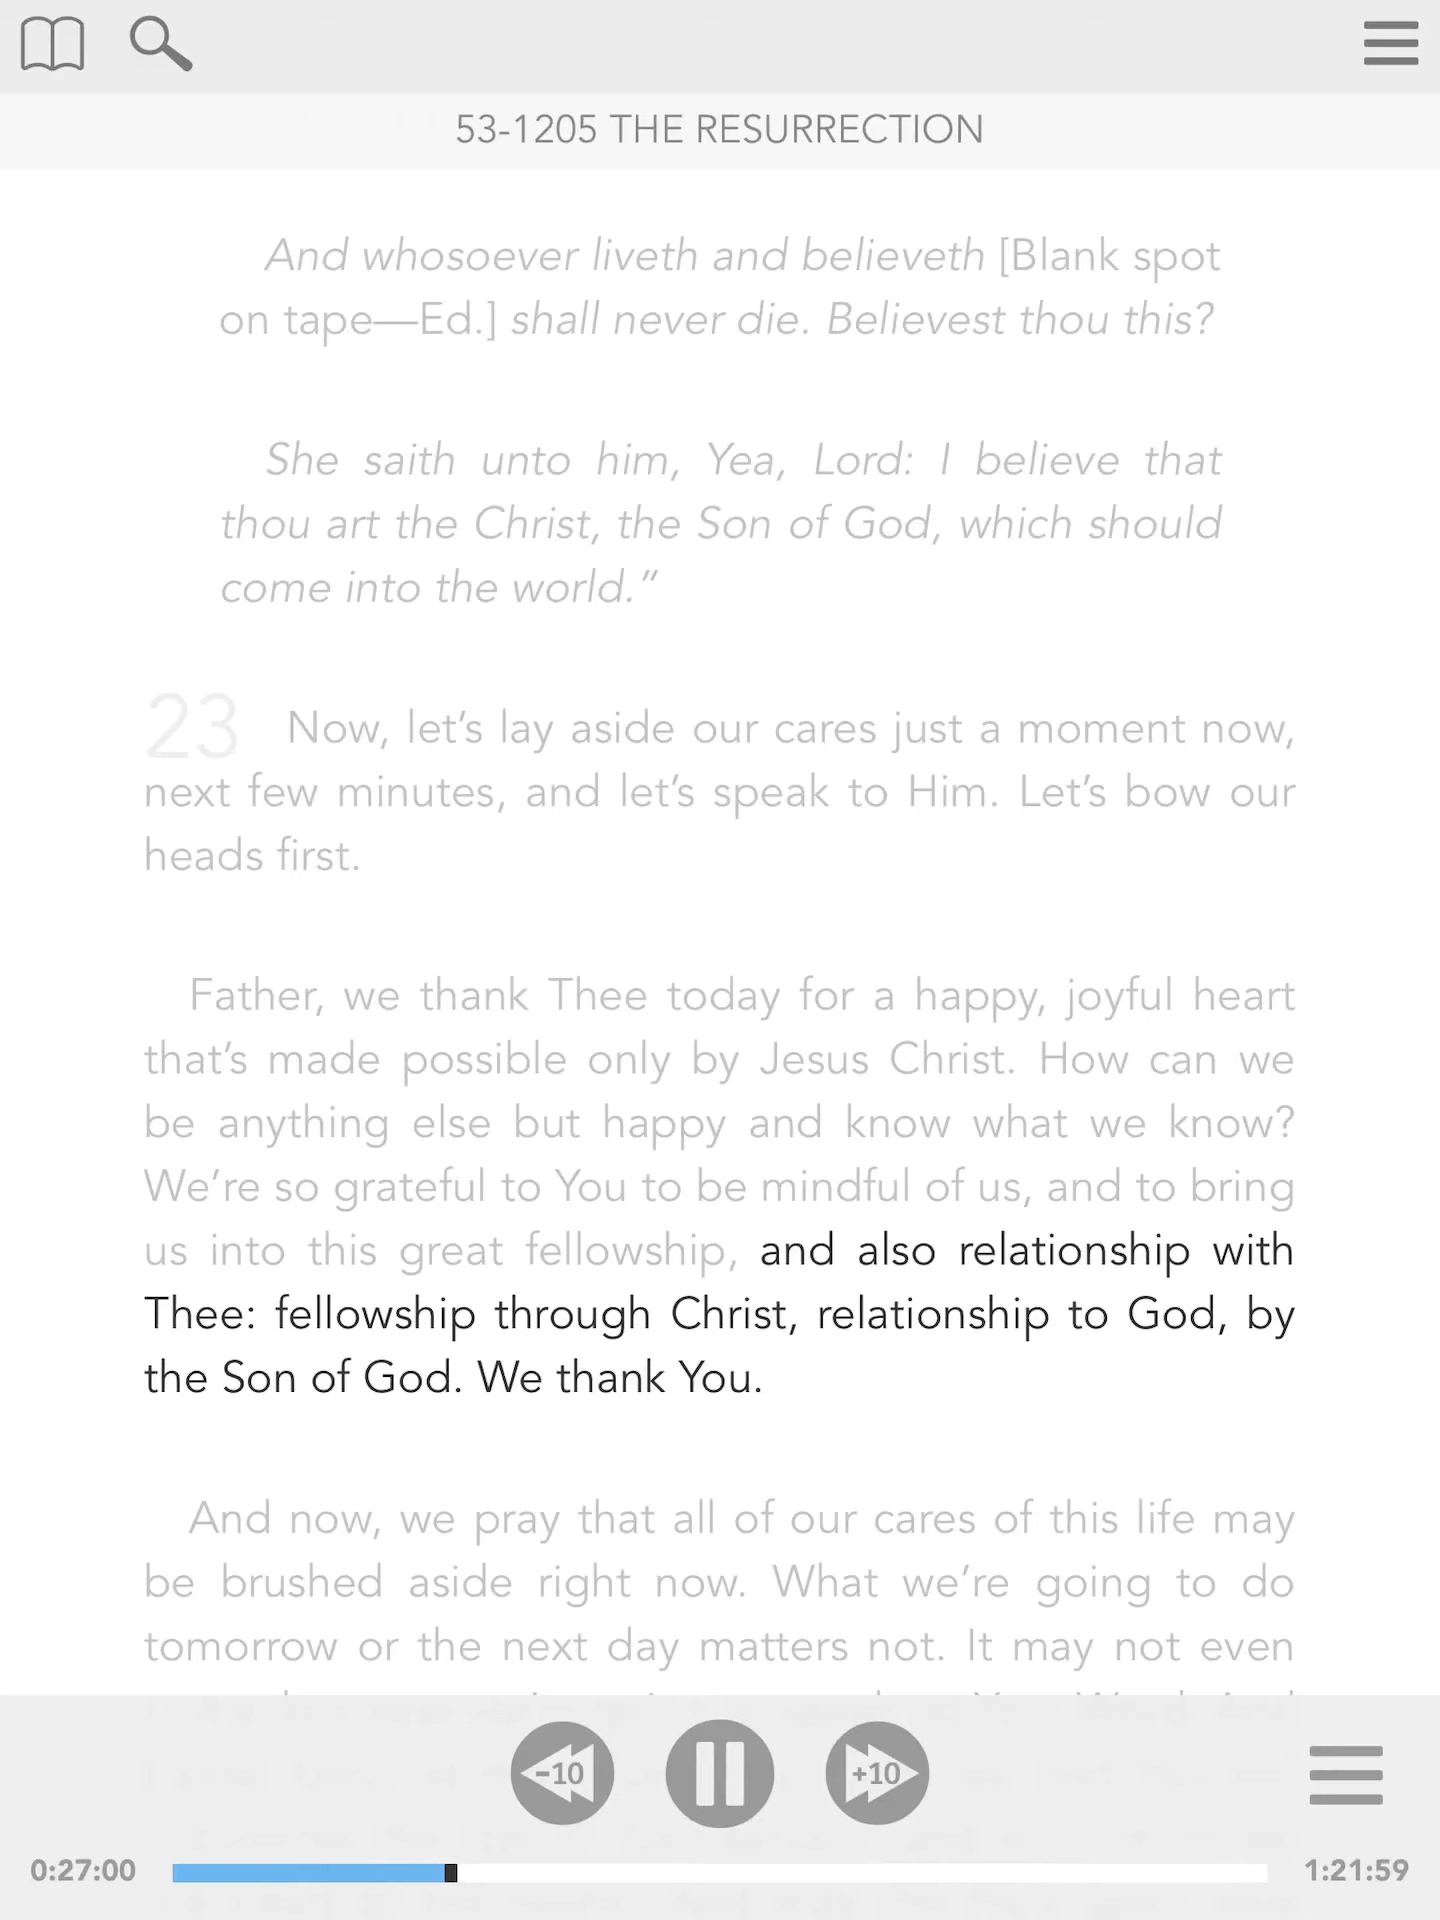 53-1205 THE RESURRECTION
And whosoever liveth and believeth [Blank spot
on tape—Ed.] shall never die. Believest thou this?
She saith unto him, Yea, Lord: I believe that
thou art the Christ, the Son of God, which should
come into the world.”
23 Now, let’s lay aside our cares just a moment now,
next few minutes, and let’s speak to Him. Let’s bow our
heads first.
Father, we thank Thee today for a happy, joyful heart
that’s made possible only by Jesus Christ. How can we
be anything else but happy and know what we know?
We’re so grateful to You to be mindful of us, and to bring
us into this great fellowship, and also relationship with
Thee: fellowship through Christ, relationship to God, by
the Son of God. We thank You.
And now, we pray that all of our cares of this life may
be brushed aside right now. What we’re going to do
tomorrow or the next day matters not. It may not even
-10 +10
0:27:00 1:21:59